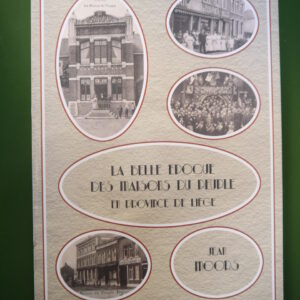 LA BELLE EPOQUE
DES MAISONS DU PEUPLE
EN PROVINCE DE LIEGE
JEAN
MOORS